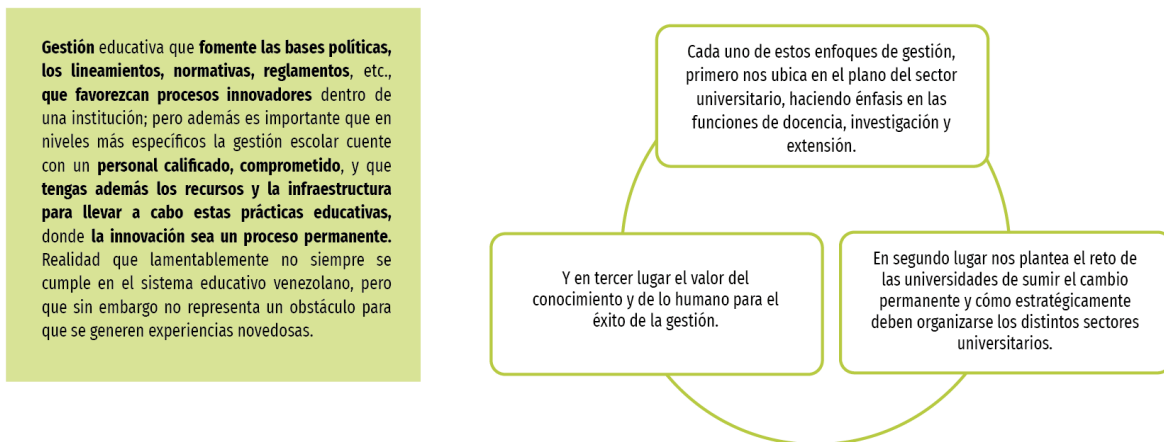 Gestión educativa que fomente las bases políticas,
los lineamientos, normativas, reglamentos, etc.,
que favorezcan procesos innovadores dentro de
una institución; pero además es importante que en
niveles más específicos la gestión escolar cuente
con un personal calificado, comprometido, y que
tengas además los recursos y la infraestructura
para llevar a cabo estas prácticas educativas,
donde la innovación sea un proceso permanente.
Realidad que lamentablemente no siempre se
cumple en el sistema educativo venezolano, pero
que sin embargo no representa un obstáculo para
que se generen experiencias novedosas.
Cada uno de estos enfoques de gestión,
primero nos ubica en el plano del sector
universitario, haciendo énfasis en las
funciones de docencia, investigación y
extensión.
En segundo lugar nos plantea el reto de
las universidades de sumir el cambio
permanente y cómo estratégicamente
deben organizarse los distintos sectores
universitarios.
Y en tercer lugar el valor del
conocimiento y de lo humano para el
éxito de la gestión.